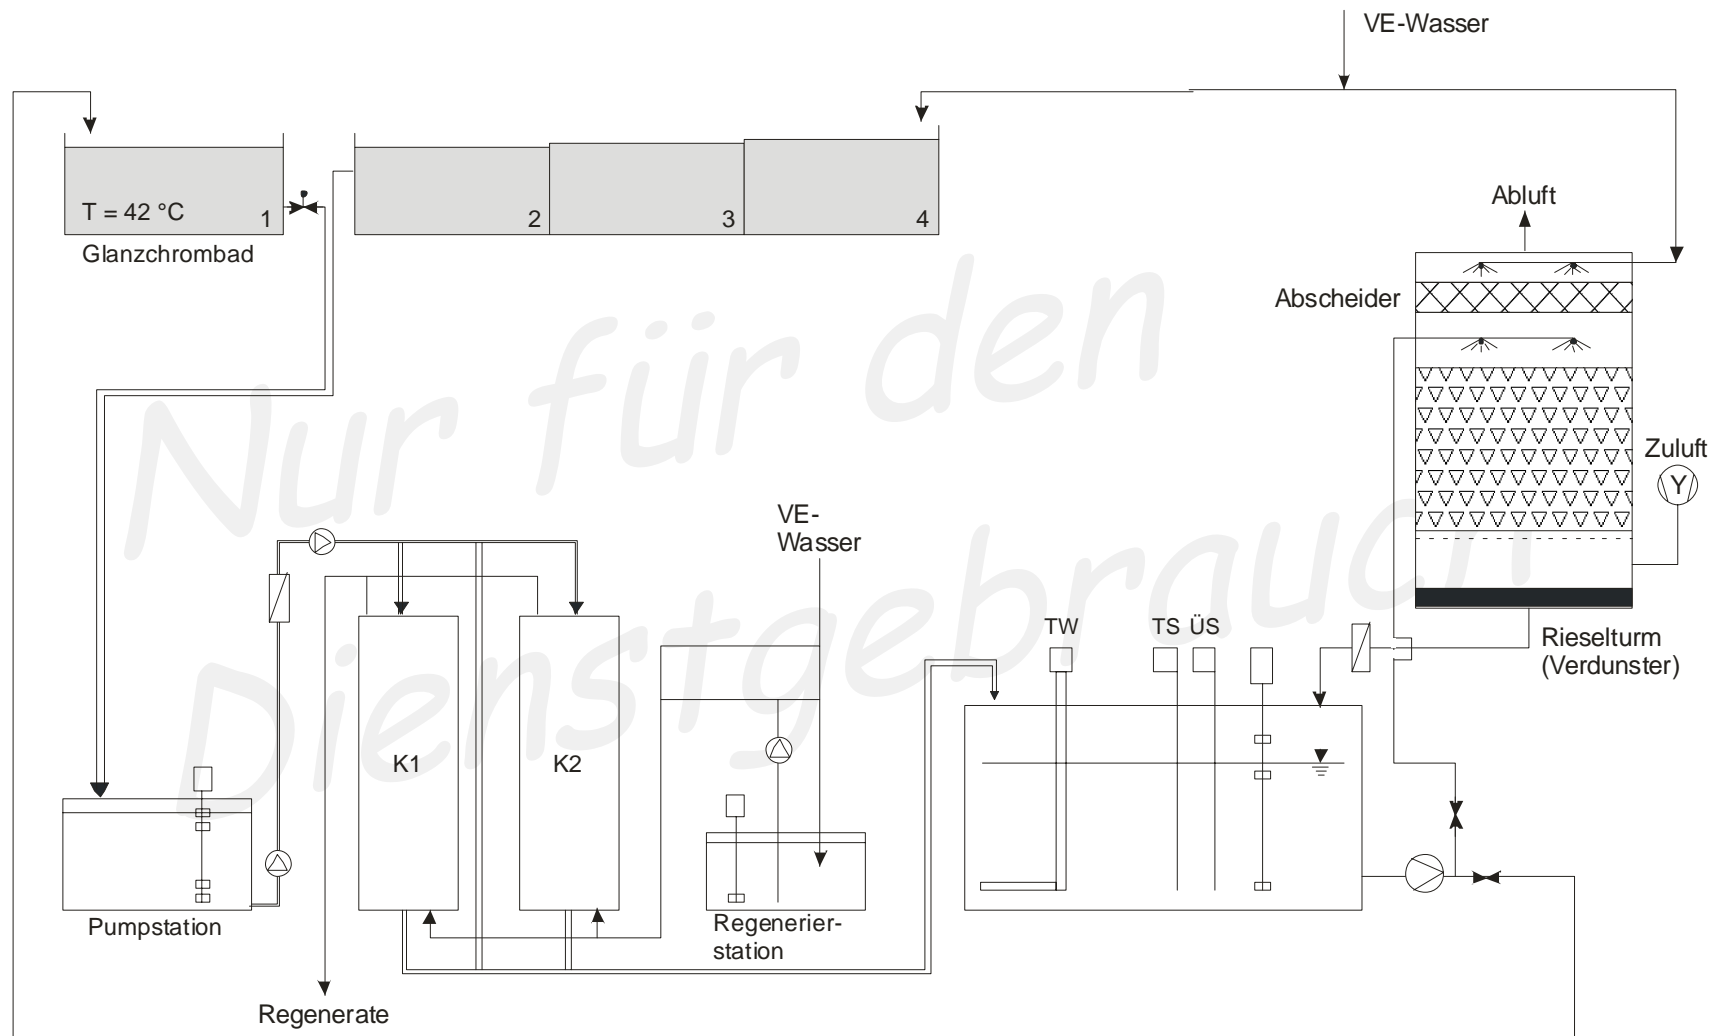 VE-Wasser
T = 42 °C
1
2
3
4
Glanzchrombad
Abluft
Abscheider
Zuluft
Y
Nur für den
Dienstgebrauch
VE-
Wasser
TW
TS
ÜS
Rieselturm
(Verdunster)
K1
K2
Pumpstation
Regenerier-
station
Regenerate